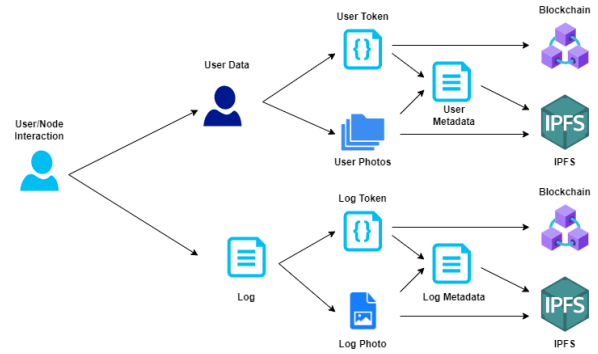 Blockchain
User Token
{}
User Data
User
Metadata
IPFS
User/Node
Interaction
User Photos
IPFS
Log Token
Blockchain
{}
Log
Log Metadata
IPFS
Log Photo
IPFS